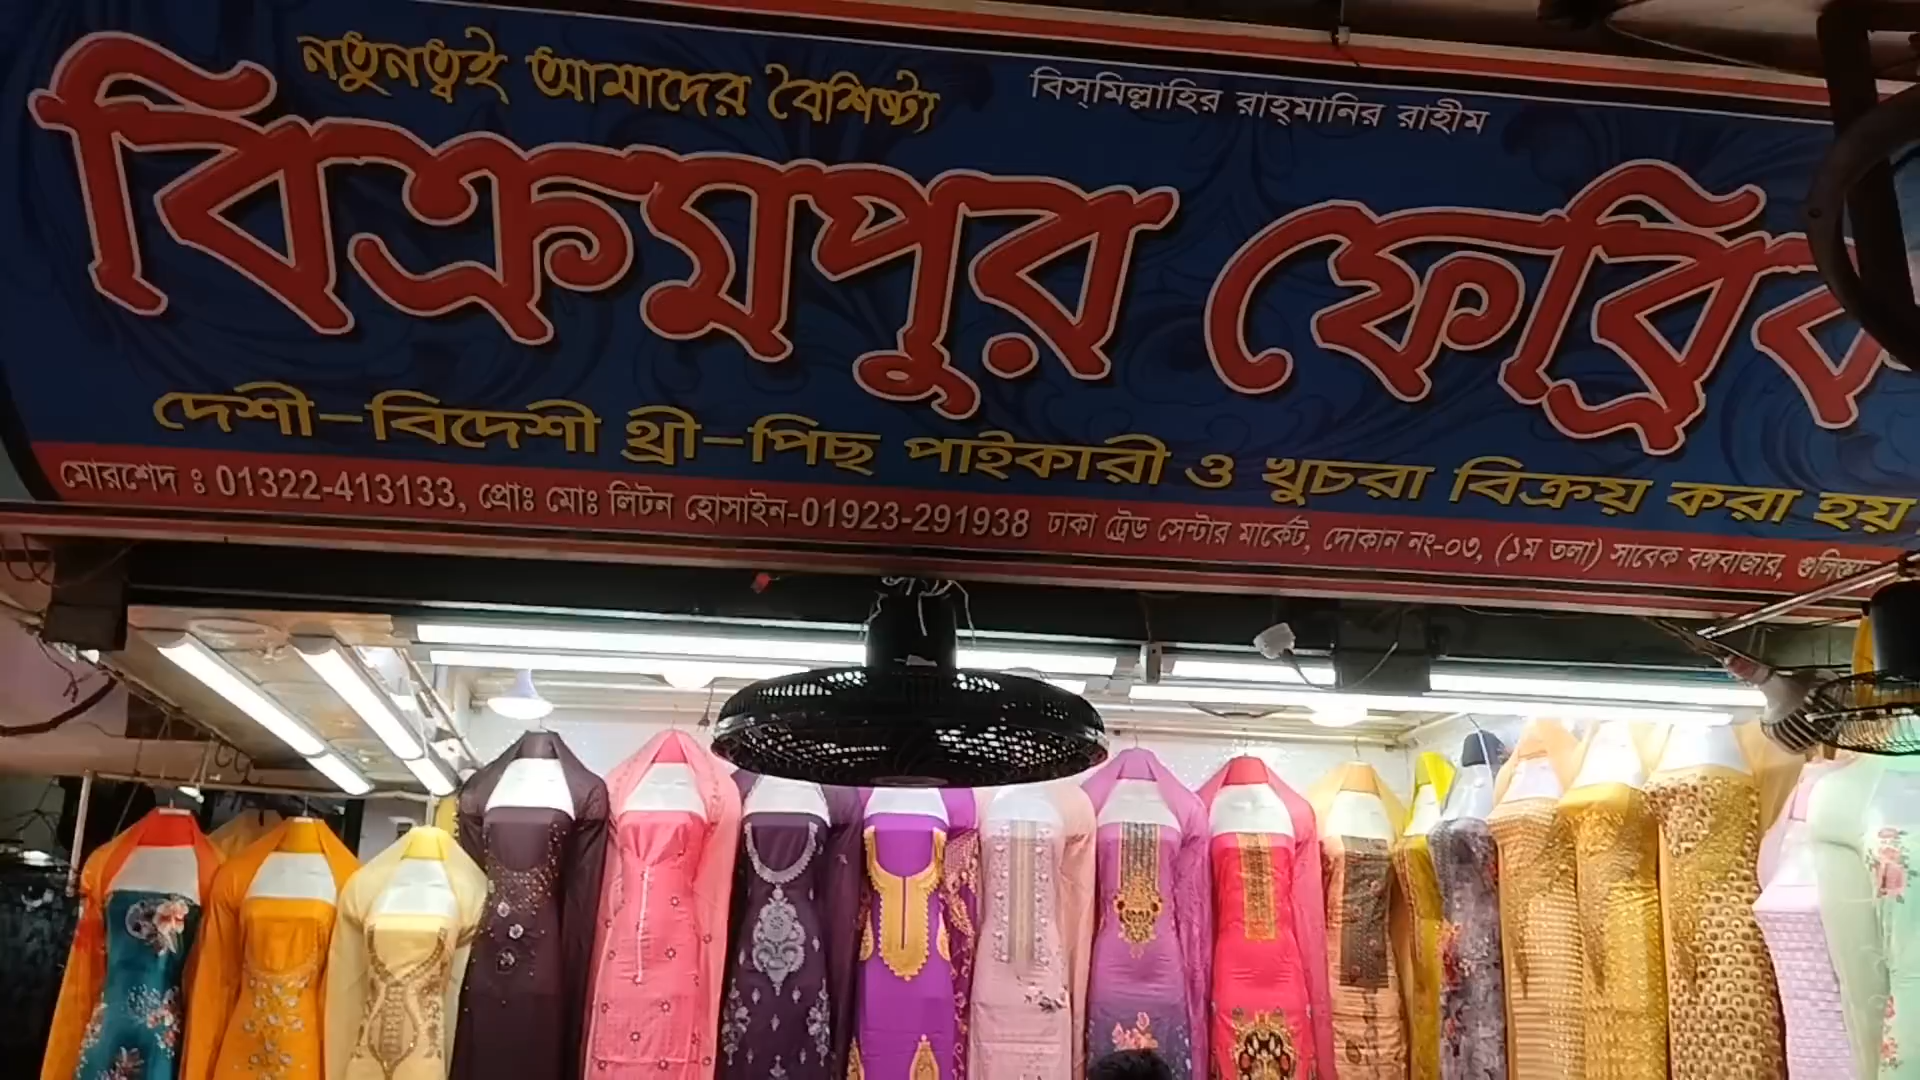 নতুনত্বই আমাদের বৈশিষ্ট্য
বিস্‌মিল্লাহির রাহ্‌মানির রাহীম
বিক্রমপুর
দেশী-বিদেশী থ্রী-পিছ পাইকারী ও খুচরা বিক্রয় করা হয়
মোরশেদ ঃ 01322-413133, প্রোঃ মোঃ লিটন হোসাইন-01923-291938 ঢাকা ট্রেড সেন্টার মার্কেট, দোকান নং-০৩, (১ম তলা) সাবেক বঙ্গবাজার,